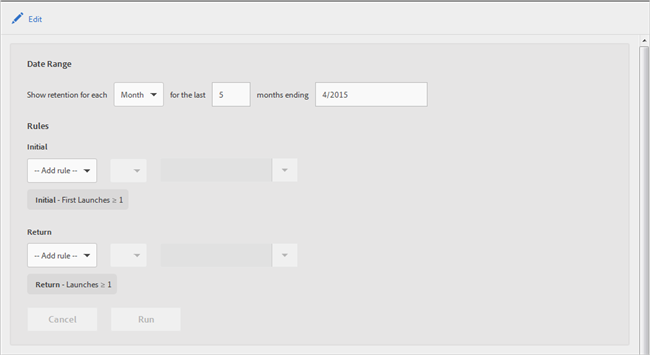 Edit
Date Range
Show retention for each Month for the last 5 months ending 4/2015
Rules
Initial
-- Add rule --
Initial - First Launches ≥ 1
Return
-- Add rule --
Return - Launches ≥ 1
Cancel Run